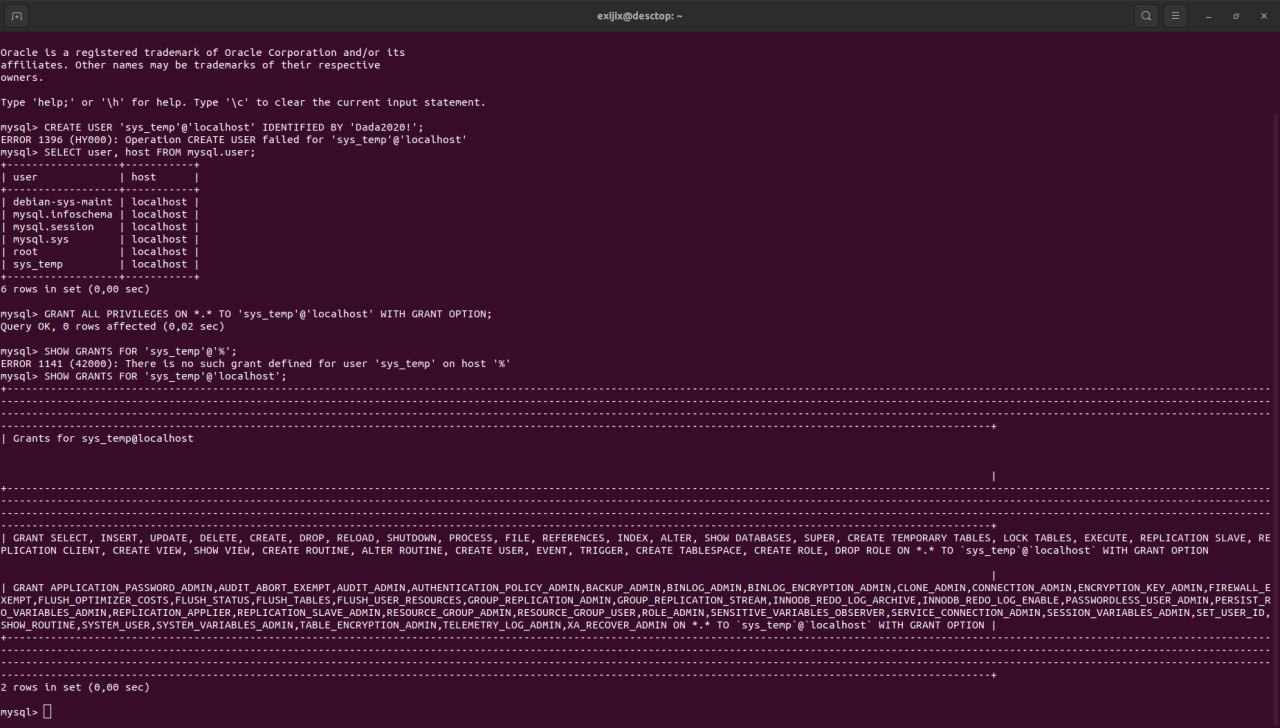 exijix@desctop: ~
Oracle is a registered trademark of Oracle Corporation and/or its
affiliates. Other names may be trademarks of their respective
owners.
Type 'help;' or '\h' for help. Type '\c' to clear the current input statement.
mysql> CREATE USER 'sys_temp'@'localhost' IDENTIFIED BY 'Dada2020!';
ERROR 1396 (HY000): Operation CREATE USER failed for 'sys_temp'@'localhost'
mysql> SELECT user, host FROM mysql.user;
+------------------+-----------+
| user             | host      |
+------------------+-----------+
| debian-sys-maint | localhost |
| mysql.infoschema | localhost |
| mysql.session    | localhost |
| mysql.sys        | localhost |
| root             | localhost |
| sys_temp         | localhost |
+------------------+-----------+
6 rows in set (0,00 sec)
mysql> GRANT ALL PRIVILEGES ON *.* TO 'sys_temp'@'localhost' WITH GRANT OPTION;
Query OK, 0 rows affected (0,02 sec)
mysql> SHOW GRANTS FOR 'sys_temp'@'%';
ERROR 1141 (42000): There is no such grant defined for user 'sys_temp' on host '%'
mysql> SHOW GRANTS FOR 'sys_temp'@'localhost';
| Grants for sys_temp@localhost
|
| GRANT SELECT, INSERT, UPDATE, DELETE, CREATE, DROP, RELOAD, SHUTDOWN, PROCESS, FILE, REFERENCES, INDEX, ALTER, SHOW DATABASES, SUPER, CREATE TEMPORARY TABLES, LOCK TABLES, EXECUTE, REPLICATION SLAVE, RE
PLICATION CLIENT, CREATE VIEW, SHOW VIEW, CREATE ROUTINE, ALTER ROUTINE, CREATE USER, EVENT, TRIGGER, CREATE TABLESPACE, CREATE ROLE, DROP ROLE ON *.* TO `sys_temp`@`localhost` WITH GRANT OPTION
|
| GRANT APPLICATION_PASSWORD_ADMIN,AUDIT_ABORT_EXEMPT,AUDIT_ADMIN,AUTHENTICATION_POLICY_ADMIN,BACKUP_ADMIN,BINLOG_ADMIN,BINLOG_ENCRYPTION_ADMIN,CLONE_ADMIN,CONNECTION_ADMIN,ENCRYPTION_KEY_ADMIN,FIREWALL_E
XEMPT,FLUSH_OPTIMIZER_COSTS,FLUSH_STATUS,FLUSH_TABLES,FLUSH_USER_RESOURCES,GROUP_REPLICATION_ADMIN,GROUP_REPLICATION_STREAM,INNODB_REDO_LOG_ARCHIVE,INNODB_REDO_LOG_ENABLE,PASSWORDLESS_USER_ADMIN,PERSIST_R
O_VARIABLES_ADMIN,REPLICATION_APPLIER,REPLICATION_SLAVE_ADMIN,RESOURCE_GROUP_ADMIN,RESOURCE_GROUP_USER,ROLE_ADMIN,SENSITIVE_VARIABLES_OBSERVER,SERVICE_CONNECTION_ADMIN,SESSION_VARIABLES_ADMIN,SET_USER_ID,
SHOW_ROUTINE,SYSTEM_USER,SYSTEM_VARIABLES_ADMIN,TABLE_ENCRYPTION_ADMIN,TELEMETRY_LOG_ADMIN,XA_RECOVER_ADMIN ON *.* TO `sys_temp`@`localhost` WITH GRANT OPTION |
2 rows in set (0,00 sec)
mysql>